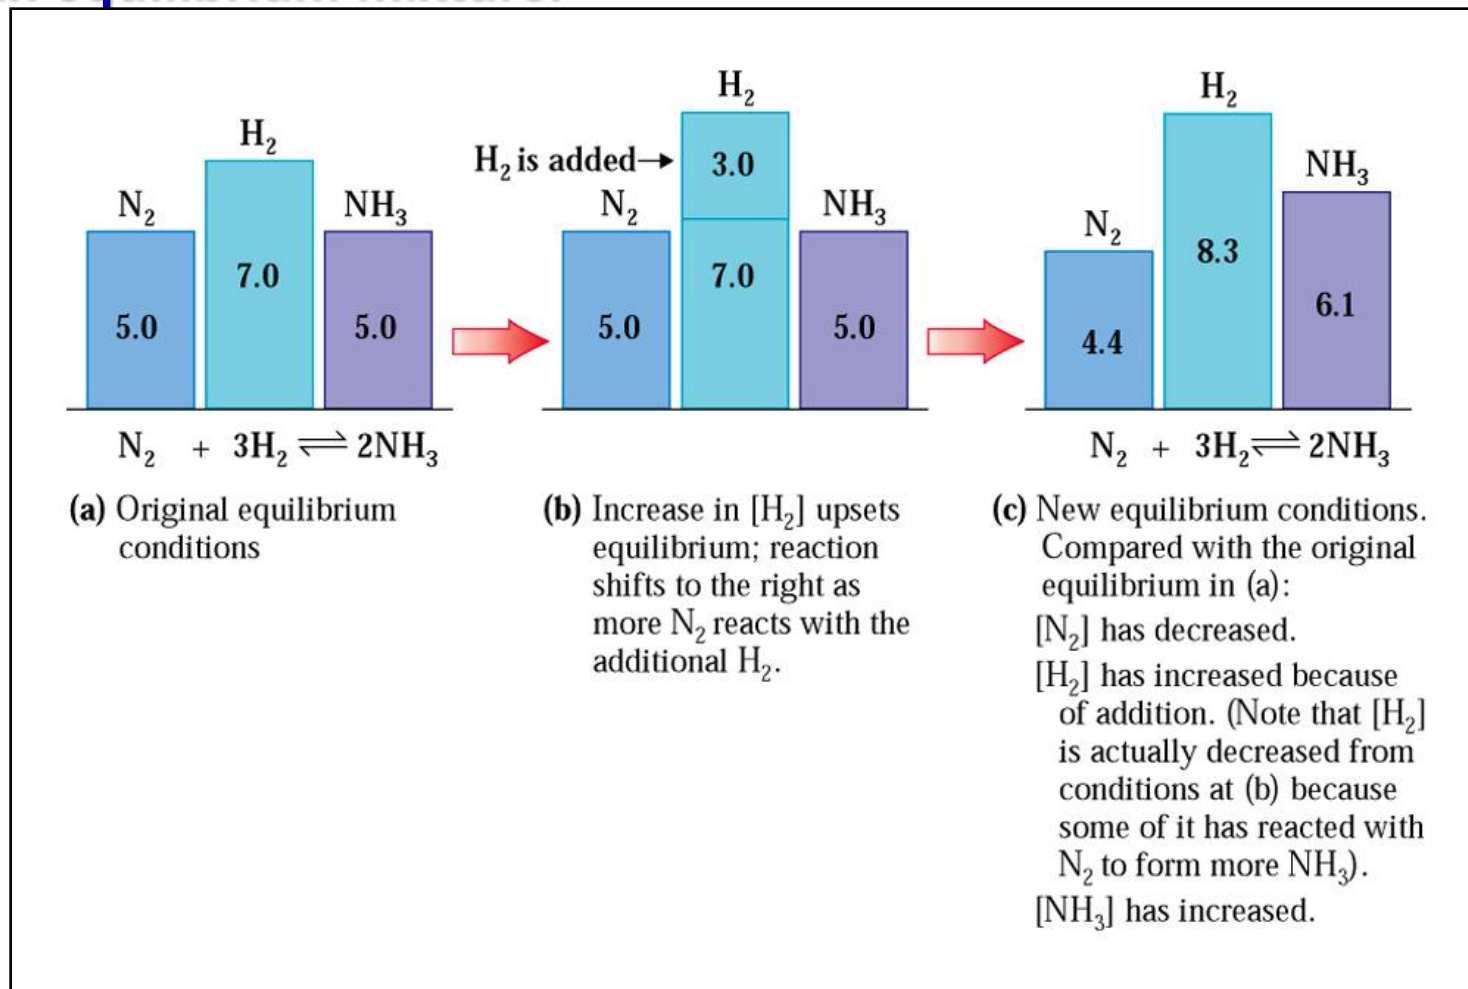 H₂
H₂
H₂
H₂ is added→
3.0
N₂
NH₃
N₂
NH₃
N₂
NH₃
5.0
7.0
5.0
5.0
7.0
5.0
4.4
8.3
6.1
N₂ + 3H₂ ⇌ 2NH₃
N₂ + 3H₂ ⇌ 2NH₃
(a) Original equilibrium
conditions
(b) Increase in [H₂] upsets
equilibrium; reaction
shifts to the right as
more N₂ reacts with the
additional H₂.
(c) New equilibrium conditions.
Compared with the original
equilibrium in (a):
[N₂] has decreased.
[H₂] has increased because
of addition. (Note that [H₂]
is actually decreased from
conditions at (b) because
some of it has reacted with
N₂ to form more NH₃).
[NH₃] has increased.